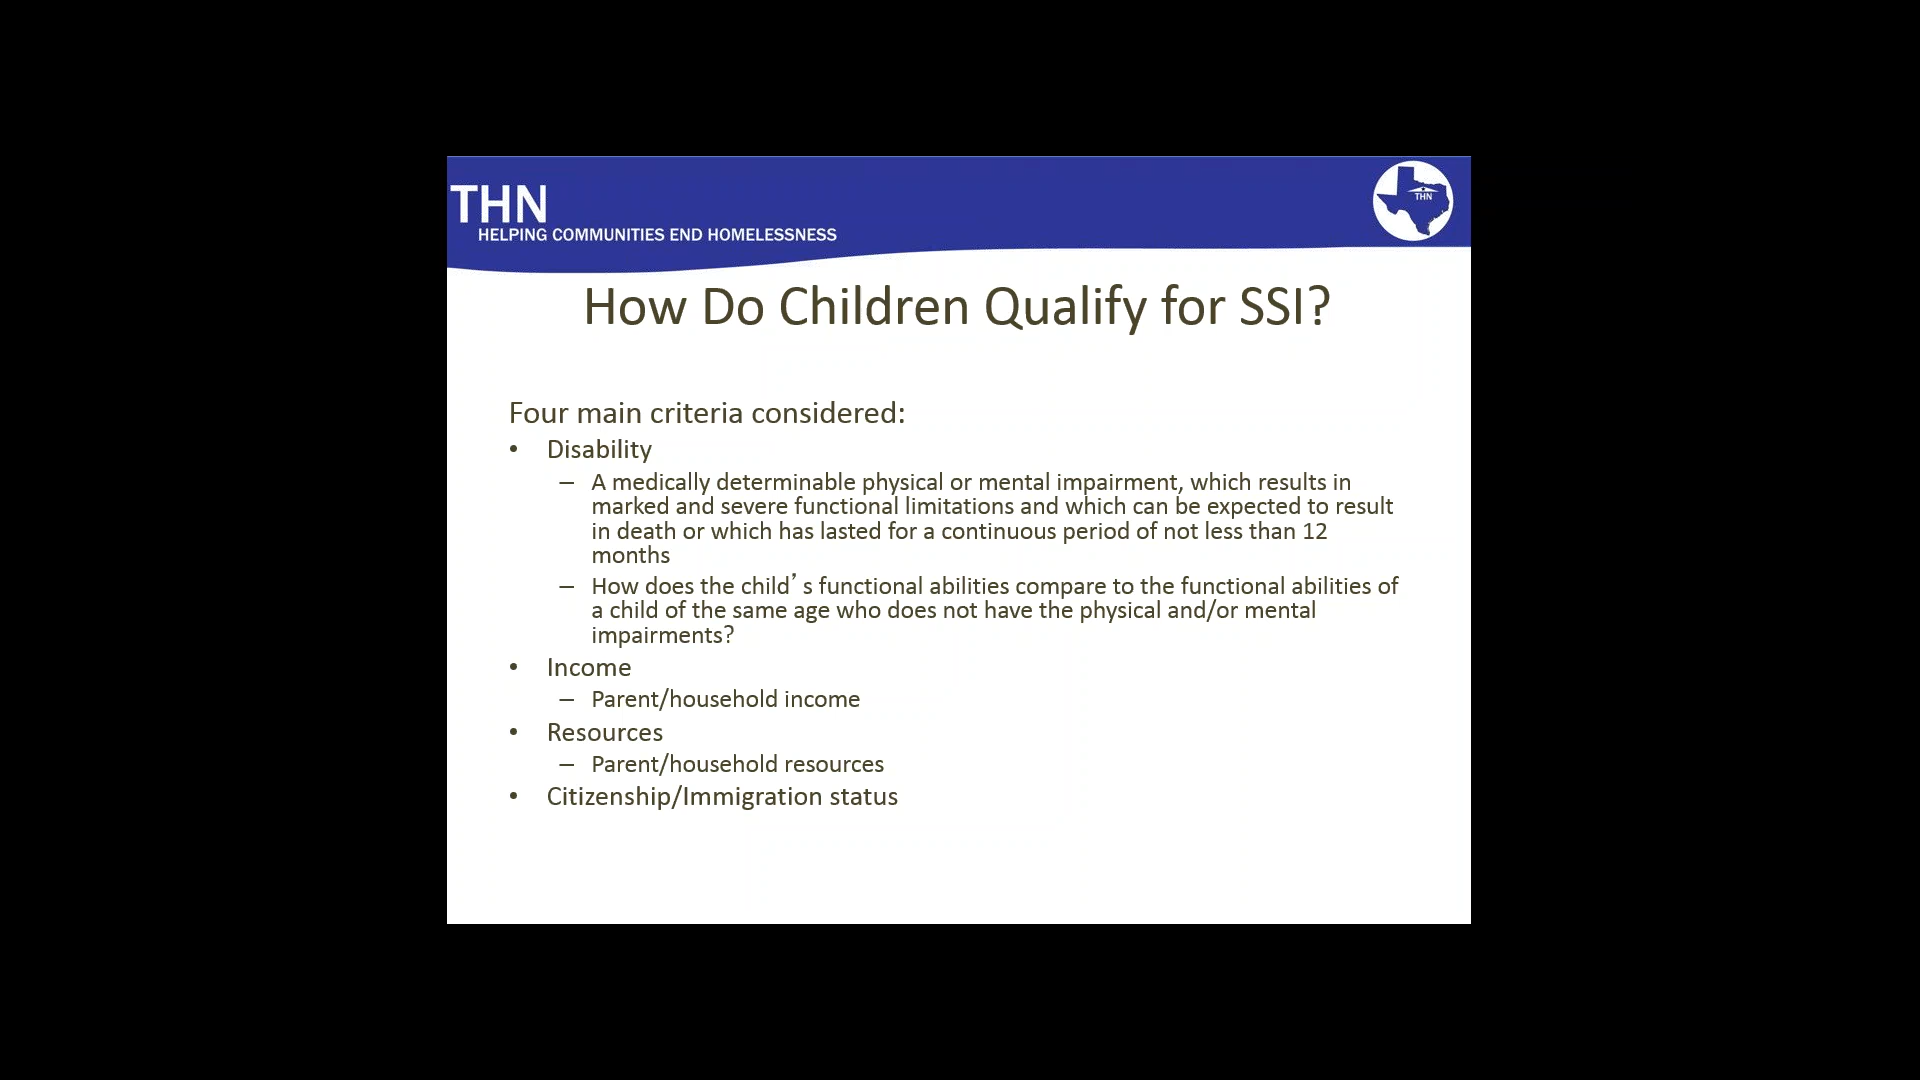 THN
HELPING COMMUNITIES END HOMELESSNESS
THN
How Do Children Qualify for SSI?
Four main criteria considered:
• Disability
– A medically determinable physical or mental impairment, which results in
marked and severe functional limitations and which can be expected to result
in death or which has lasted for a continuous period of not less than 12
months
– How does the child’ s functional abilities compare to the functional abilities of
a child of the same age who does not have the physical and/or mental
impairments?
• Income
– Parent/household income
• Resources
– Parent/household resources
• Citizenship/Immigration status